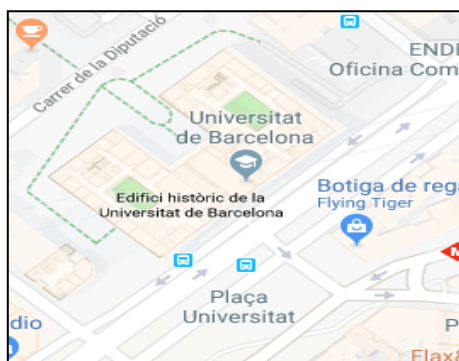 Carrer de la Diputació
ENDE
Oficina Com
Universitat
de Barcelona
Edifici històric de la
Universitat de Barcelona
Botiga de rega
Flying Tiger
Plaça
Universitat
dio
P
Flax&